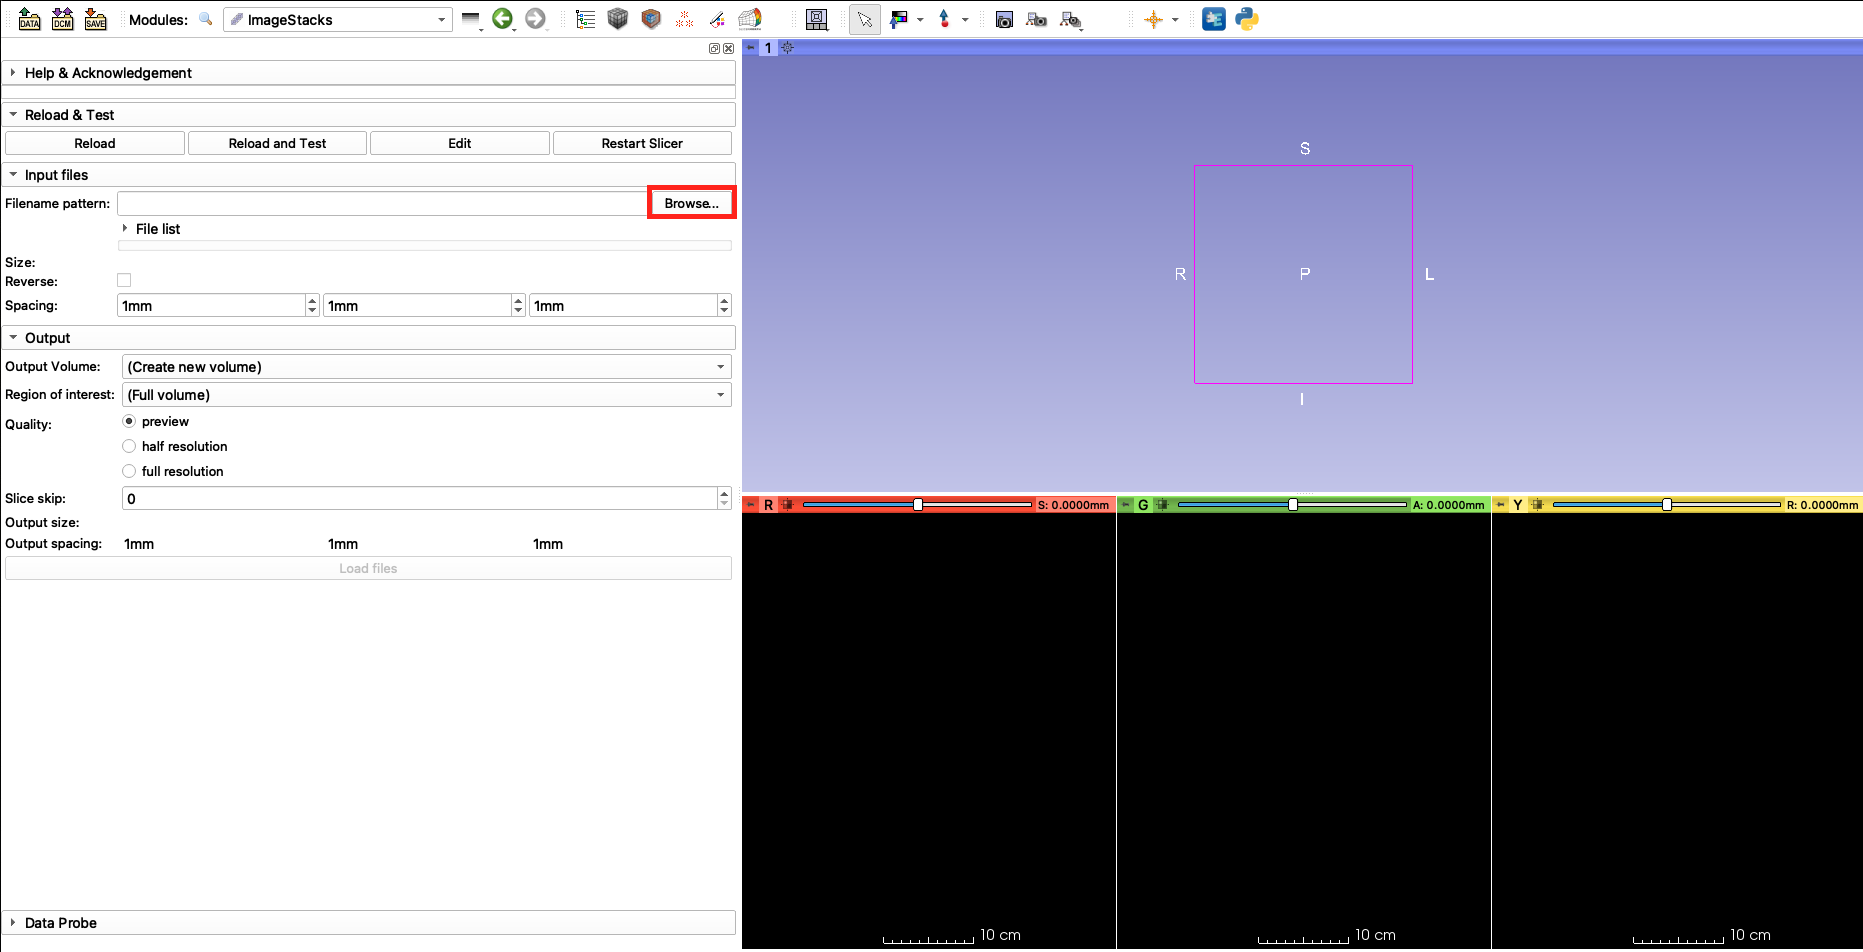 DATA DCM SAVE Modules: ImageStacks
1
Help & Acknowledgement
Reload & Test
Reload Reload and Test Edit Restart Slicer
Input files
Filename pattern: Browse...
File list
Size:
Reverse:
Spacing: 1mm 1mm 1mm
Output
Output Volume: (Create new volume)
Region of interest: (Full volume)
Quality: preview
half resolution
full resolution
Slice skip: 0
Output size:
Output spacing: 1mm 1mm 1mm
Load files
Data Probe
S
R P L
I
R S: 0.0000mm G A: 0.0000mm Y R: 0.0000mm
10 cm 10 cm 10 cm